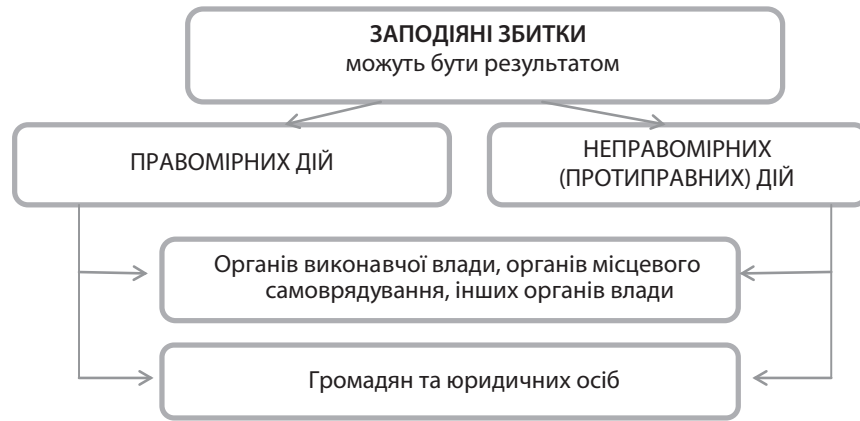 ЗАПОДІЯНІ ЗБИТКИ
можуть бути результатом
ПРАВОМІРНИХ ДІЙ
НЕПРАВОМІРНИХ
(ПРОТИПРАВНИХ) ДІЙ
Органів виконавчої влади, органів місцевого
самоврядування, інших органів влади
Громадян та юридичних осіб